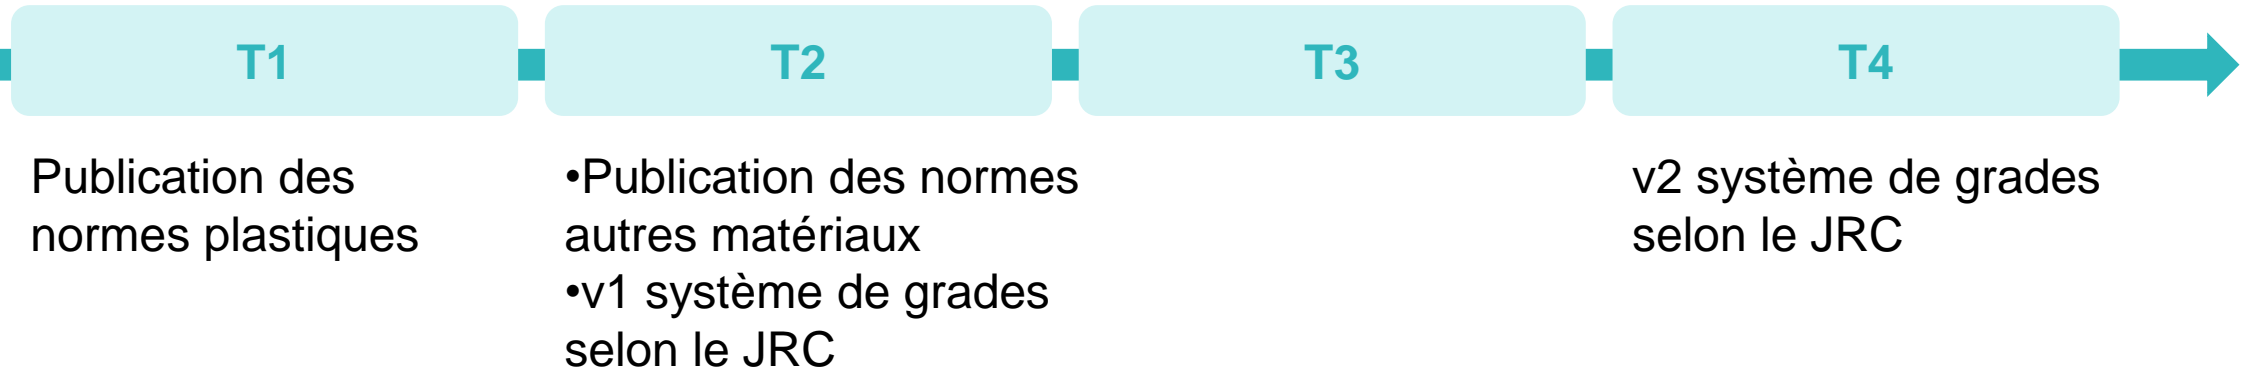 T1
T2
T3
T4
Publication des
normes plastiques
•Publication des normes
autres matériaux
•v1 système de grades
selon le JRC
v2 système de grades
selon le JRC